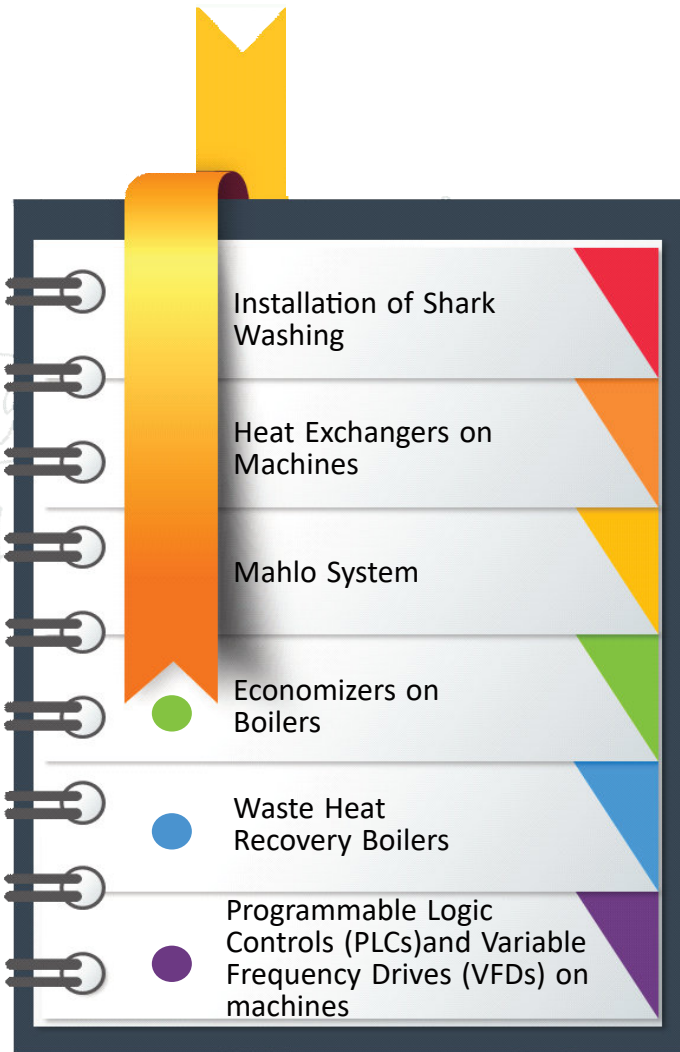 Installation of Shark
Washing
Heat Exchangers on
Machines
Mahlo System
Economizers on
Boilers
Waste Heat
Recovery Boilers
Programmable Logic
Controls (PLCs)and Variable
Frequency Drives (VFDs) on
machines